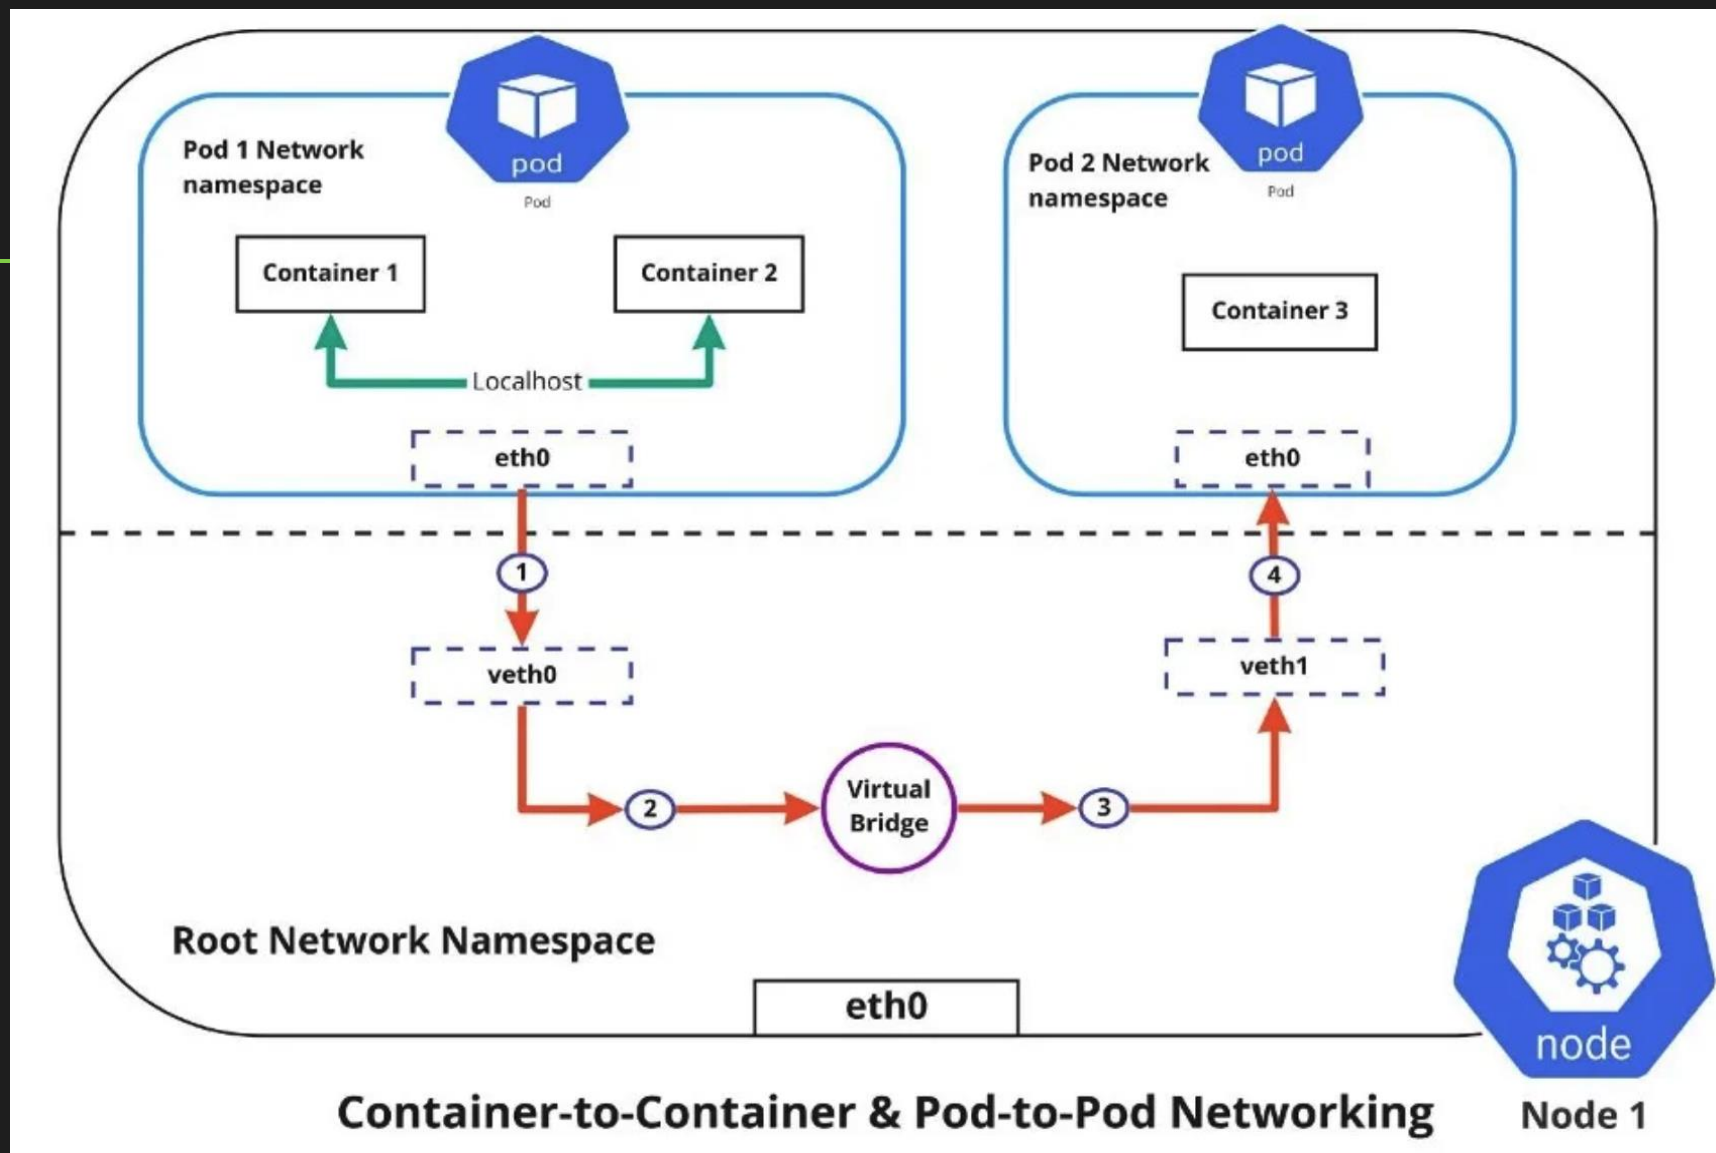 pod
Pod
Pod 1 Network
namespace
Container 1
Container 2
Localhost
eth0
pod
Pod
Pod 2 Network
namespace
Container 3
eth0
1
4
veth0
veth1
2
Virtual
Bridge
3
Root Network Namespace
eth0
node
Container-to-Container & Pod-to-Pod Networking
Node 1